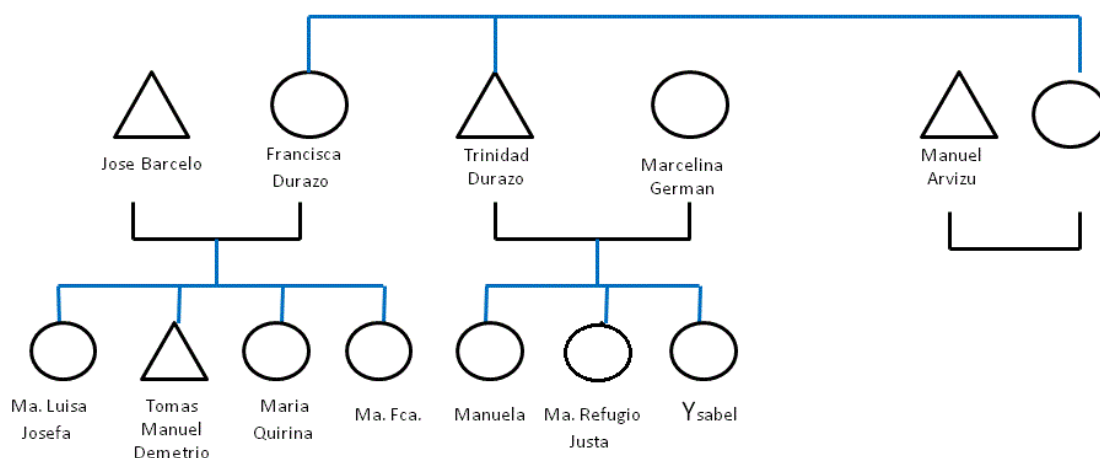 Jose Barcelo
Francisca
Durazo
Trinidad
Durazo
Marcelina
German
Manuel
Arvizu
Ma. Luisa
Josefa
Tomas
Manuel
Demetrio
Maria
Quirina
Ma. Fca.
Manuela
Ma. Refugio
Justa
Ysabel